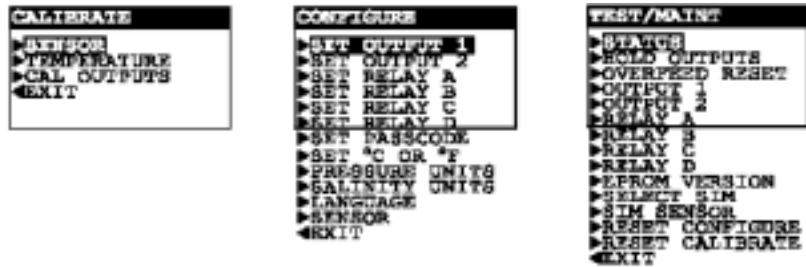 CALIBRATE
▶SENSOR
▶TEMPERATURE
▶CAL OUTPUTS
◀EXIT
CONFIGURE
▶SET OUTPUT 1
▶SET OUTPUT 2
▶SET RELAY A
▶SET RELAY B
▶SET RELAY C
▶SET RELAY D
▶SET PASSCODE
▶SET °C OR °F
▶PRESSURE UNITS
▶SALINITY UNITS
▶LANGUAGE
▶SENSOR
◀EXIT
TEST/MAINT
▶STATUS
▶HOLD OUTPUTS
▶OVERFEED RESET
▶OUTPUT 1
▶OUTPUT 2
▶RELAY A
▶RELAY B
▶RELAY C
▶RELAY D
▶EPROM VERSION
▶SELECT SIM
▶SIM SENSOR
▶RESET CONFIGURE
▶RESET CALIBRATE
◀EXIT